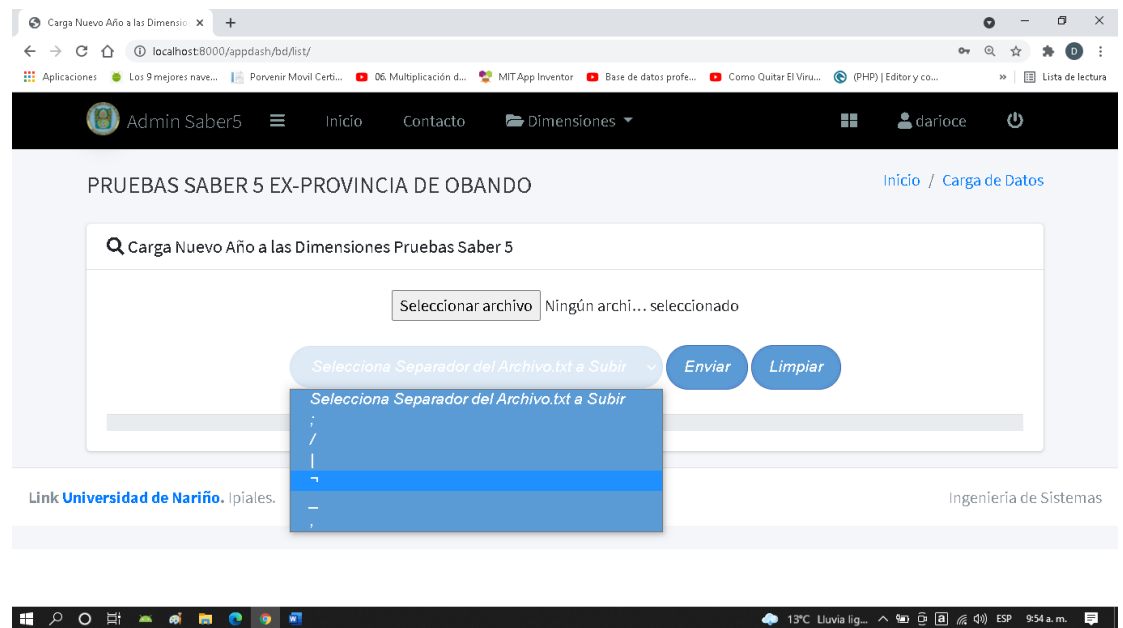 Carga Nuevo Año a las Dimensio
localhost:8000/appdash/bd/list/
Aplicaciones Los 9 mejores nave... Porvenir Movil Certi... 06. Multiplicación d... MIT App Inventor Base de datos profe... Como Quitar El Viru... (PHP) | Editor y co... » Lista de lectura
Admin Saber5 Inicio Contacto Dimensiones darioce
PRUEBAS SABER 5 EX-PROVINCIA DE OBANDO
Inicio / Carga de Datos
Carga Nuevo Año a las Dimensiones Pruebas Saber 5
Seleccionar archivo Ningún archi... seleccionado
Selecciona Separador del Archivo.txt a Subir Enviar Limpiar
Selecciona Separador del Archivo.txt a Subir
;
/
|
¬
_
,
Link Universidad de Nariño. Ipiales. Ingeniería de Sistemas
13°C Lluvia lig... ESP 9:54 a. m.